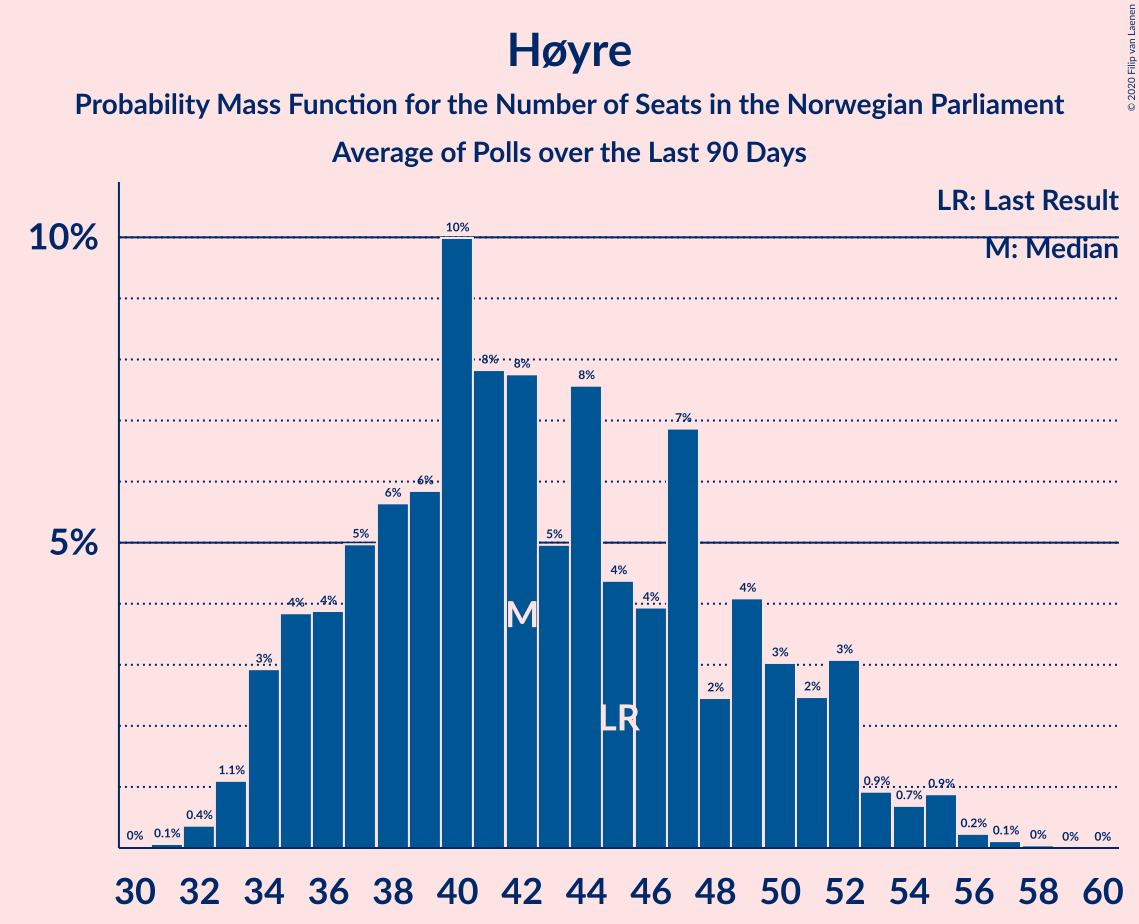 Høyre
Probability Mass Function for the Number of Seats in the Norwegian Parliament
Average of Polls over the Last 90 Days
© 2020 Filip van Laenen
LR: Last Result
M: Median
10%
5%
0% 0.1% 0.4% 1.1% 3% 4% 4% 5% 6% 6% 10% 8% 8% 5% 8% 4% 4% 7% 2% 4% 3% 2% 3% 0.9% 0.7% 0.9% 0.2% 0.1% 0% 0% 0%
M
LR
30 32 34 36 38 40 42 44 46 48 50 52 54 56 58 60